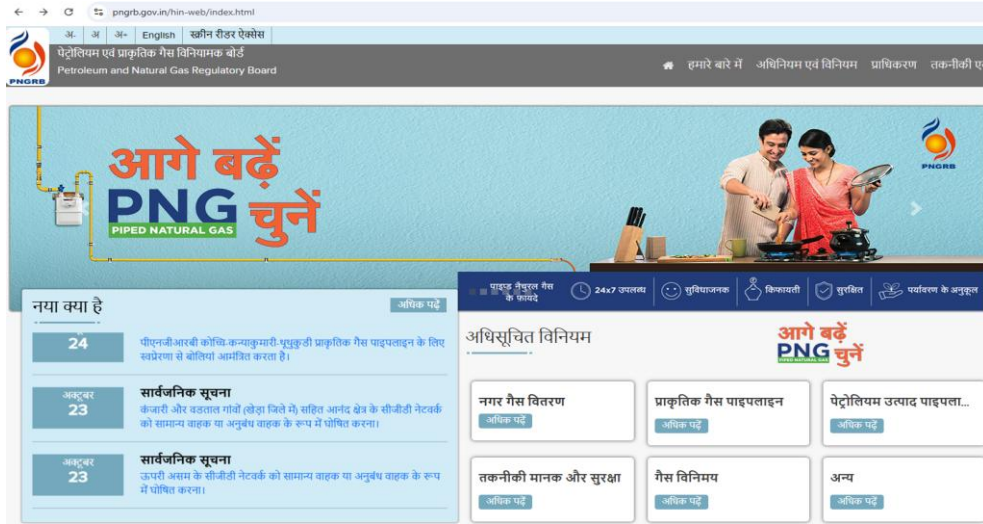 pngrb.gov.in/hin-web/index.html
अ- अ अ+ English स्क्रीन रीडर ऐक्सेस
पेट्रोलियम एवं प्राकृतिक गैस विनियामक बोर्ड
Petroleum and Natural Gas Regulatory Board
PNGRB
हमारे बारे में अधिनियम एवं विनियम प्राधिकरण तकनीकी
आगे बढ़ें
PNG चुनें
PIPED NATURAL GAS
PNGRB
पाइप्ड नैचुरल गैस
के फ़ायदे
24x7 उपलब्ध
सुविधाजनक
किफायती
सुरक्षित
पर्यावरण के अनुकूल
नया क्या है
अधिक पढ़ें
24
पीएनजीआरबी कोच्चि-कन्याकुमारी-थूथुकुडी प्राकृतिक गैस पाइपलाइन के लिए
स्वप्रेरणा से बोलियां आमंत्रित करता है।
अक्टूबर
23
सार्वजनिक सूचना
कंजारी और वडताल गांवों (खेड़ा जिले में) सहित आनंद क्षेत्र के सीजीडी नेटवर्क
को सामान्य वाहक या अनुबंध वाहक के रूप में घोषित करना।
अक्टूबर
23
सार्वजनिक सूचना
ऊपरी असम के सीजीडी नेटवर्क को सामान्य वाहक या अनुबंध वाहक के रूप
में घोषित करना।
अधिसूचित विनियम
आगे बढ़ें
PNG चुनें
नगर गैस वितरण
अधिक पढ़ें
प्राकृतिक गैस पाइपलाइन
अधिक पढ़ें
पेट्रोलियम उत्पाद पाइपला...
अधिक पढ़ें
तकनीकी मानक और सुरक्षा
अधिक पढ़ें
गैस विनिमय
अधिक पढ़ें
अन्य
अधिक पढ़ें